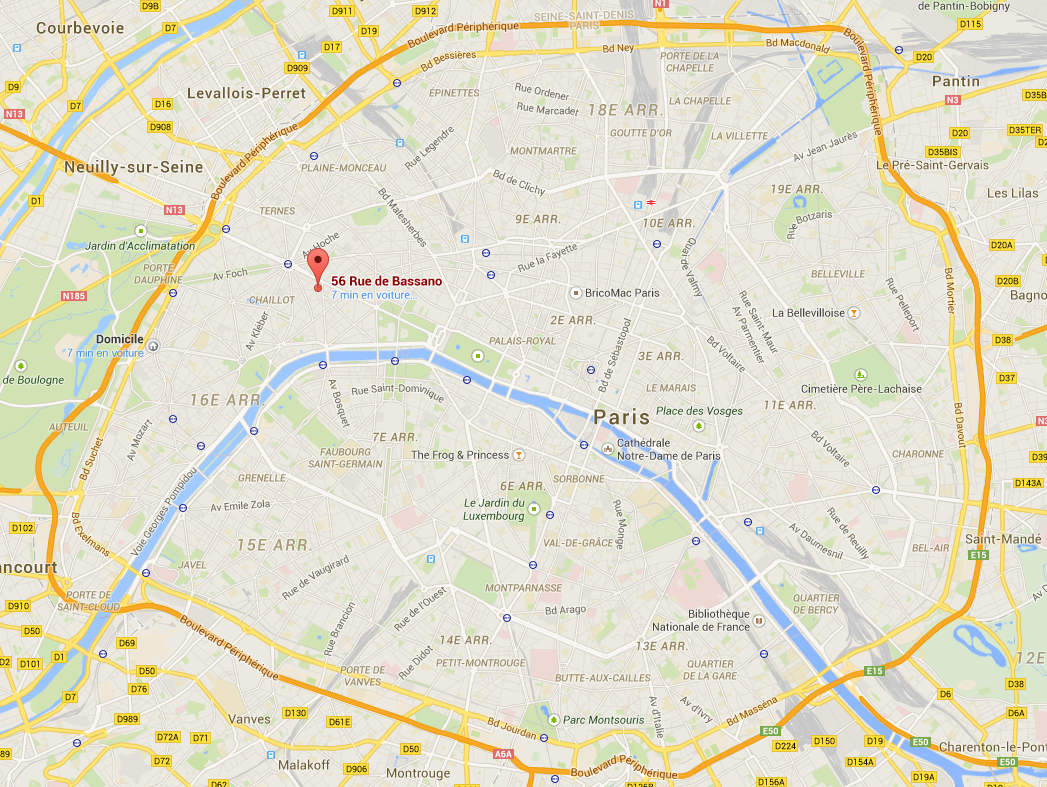 D9B
D911
D912
N1
de Pantin-Bobigny
Courbevoie
D7
D19
SEINE-SAINT-DENIS
PARIS
D115
D17
Boulevard Périphérique
Bd Ney
Bd Macdonald
Boulevard Périphérique
D909
Bd Bessières
PORTE DE LA
CHAPELLE
D20
Pantin
D9
D7
D16
Levallois-Perret
ÉPINETTES
Rue Ordener
Rue Marcadet
18E ARR.
LA CHAPELLE
N3
D35B
N13
D908
Boulevard Périphérique
Rue Legendre
GOUTTE D'OR
LA VILLETTE
Av Jean Jaurès
D20
D35TER
D35BIS
Neuilly-sur-Seine
PLAINE-MONCEAU
MONTMARTRE
Le Pré-Saint-Gervais
D1
N13
Bd Malesherbes
Bd de Clichy
19E ARR.
Les Lilas
TERNES
9E ARR.
10E ARR.
Rue Botzaris
Jardin d'Acclimatation
Av Hoche
Rue la Fayette
Quai de Valmy
D20A
PORTE
DAUPHINE
Av Foch
BELLEVILLE
Bd Mortier
D20B
56 Rue de Bassano
7 min en voiture...
N185
CHAILLOT
BricoMac Paris
Rue Saint-Maur
Rue Pelleport
Bagno
Av Kléber
2E ARR.
La Bellevilloise
Domicile
7 min en voiture
PALAIS-ROYAL
Bd de Sébastopol
Av Parmentier
Bd Voltaire
D38
3E ARR.
de Boulogne
Rue Saint-Dominique
LE MARAIS
Cimetière Père-Lachaise
D37
16E ARR.
Av Bosquet
Paris
Place des Vosges
11E ARR.
Bd Davout
AUTEUIL
Av Mozart
7E ARR.
Cathédrale
Notre-Dame de Paris
Bd Voltaire
Bd Suchet
FAUBOURG
SAINT-GERMAIN
The Frog & Princess
CHARONNE
D39
GRENELLE
SORBONNE
D143A
6E ARR.
Voie Georges Pompidou
Av Emile Zola
Le Jardin du
Luxembourg
Rue Monge
Rue de Reuilly
D102
Bd Exelmans
15E ARR.
VAL-DE-GRÂCE
Av Daumesnil
BEL-AIR
Saint-Mandé
E15
ancourt
JAVEL
Rue de Vaugirard
MONTPARNASSE
D910
PORTE DE
SAINT-CLOUD
Rue de l'Ouest
Bd Arago
QUARTIER
DE BERCY
D50
Boulevard Périphérique
Rue Brancion
Bibliothèque
Nationale de France
D69
14E ARR.
13E ARR.
12E
D2
D101
D1
D50
PORTE DE
VANVES
Rue Didot
PETIT-MONTROUGE
QUARTIER
DE LA GARE
E15
D76
BUTTE-AUX-CAILLES
D38
D7
D6
D989
Vanves
D130
D61E
Bd Jourdan
Parc Montsouris
Av d'Italie
Av d'Ivry
Bd Masséna
D6A
D72A
D71
E50
D19
E50
89
D50
A6A
D224
D150
Charenton-le-Pont
D72
Malakoff
D906
Montrouge
Boulevard Périphérique
D154A
E50
D62
D126B
D156A
D19A